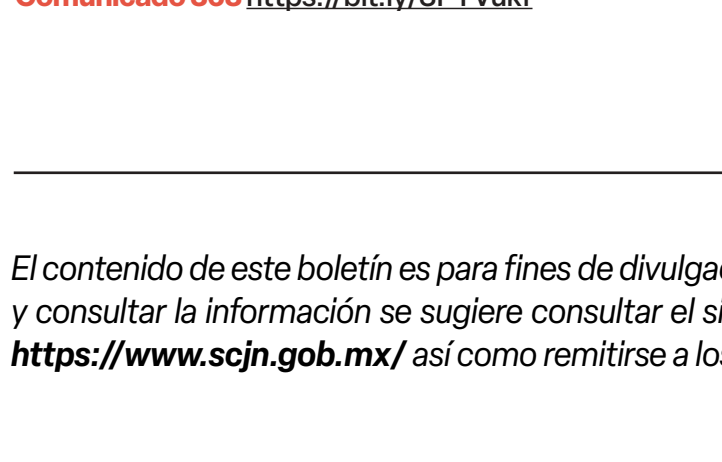 Comunicado
El contenido de este boletín es para fines de
y consultar la información se sugiere consultar el
https://www.scjn.gob.mx/ así como remitirse a